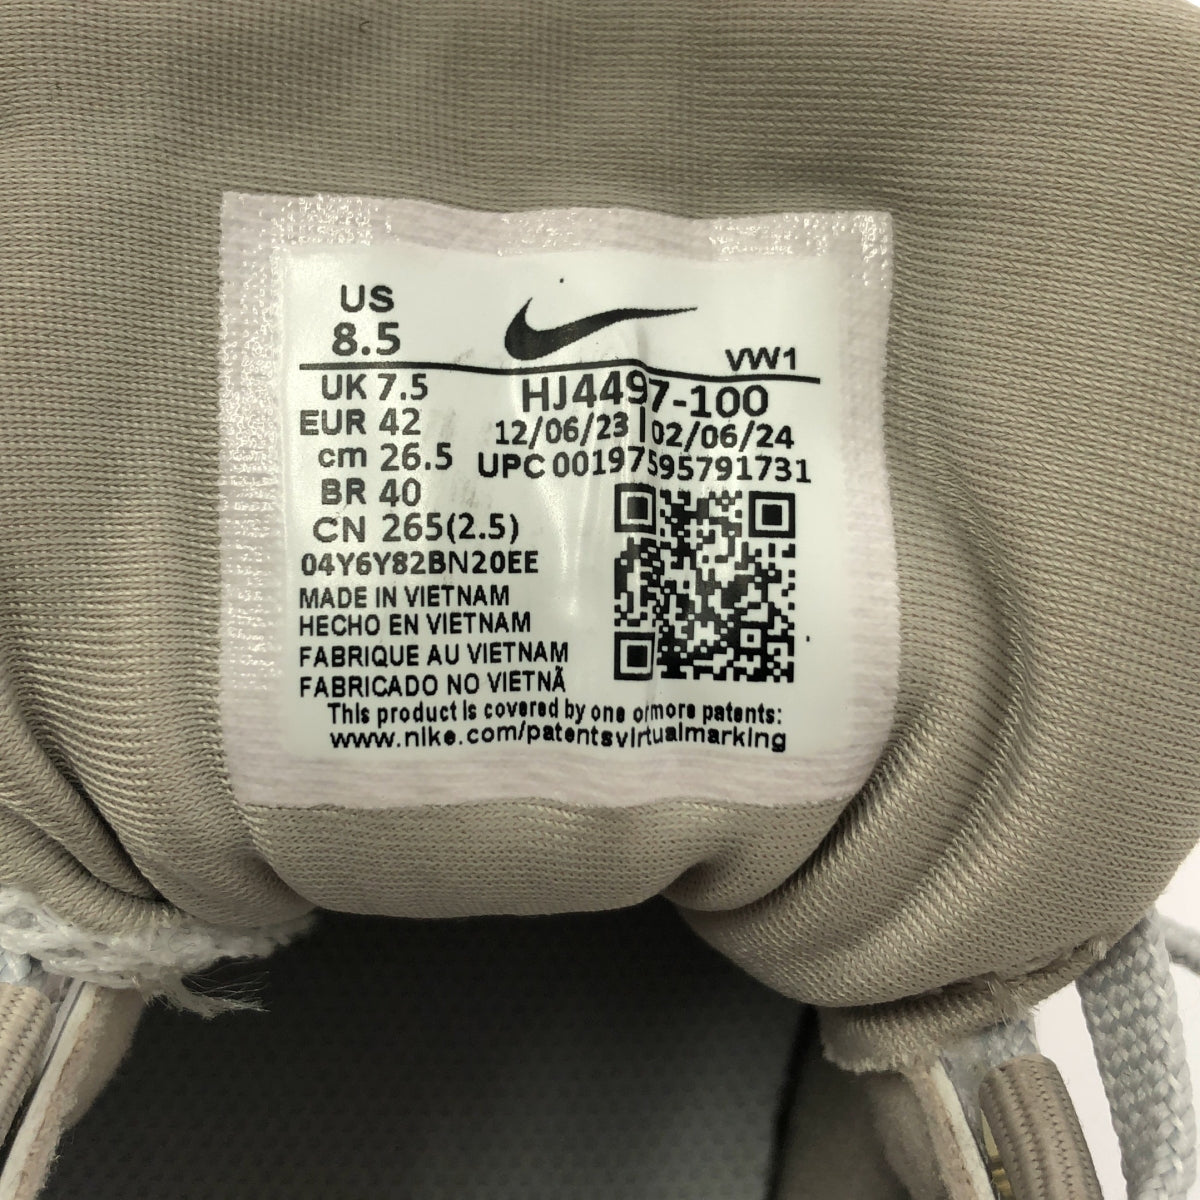 US
8.5
VW1
UK 7.5
HJ4497-100
EUR 42
12/06/23 | 02/06/24
cm 26.5
UPC 00197595791731
BR 40
CN 265(2.5)
04Y6Y82BN20EE
MADE IN VIETNAM
HECHO EN VIETNAM
FABRIQUE AU VIETNAM
FABRICADO NO VIETNÃ
This product is covered by one or more patents:
www.nike.com/patentsvirtualmarking